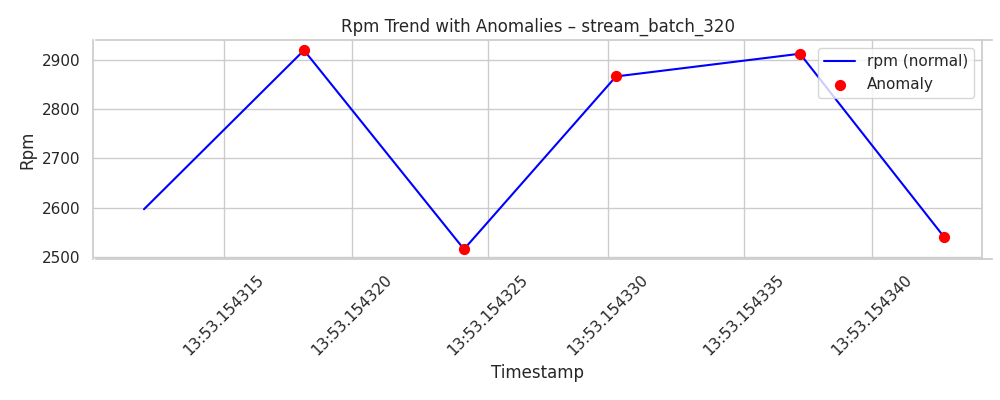 Rpm Trend with Anomalies – stream_batch_320
rpm (normal)
Anomaly
Rpm
2900
2800
2700
2600
2500
13:53.154315
13:53.154320
13:53.154325
13:53.154330
13:53.154335
13:53.154340
Timestamp